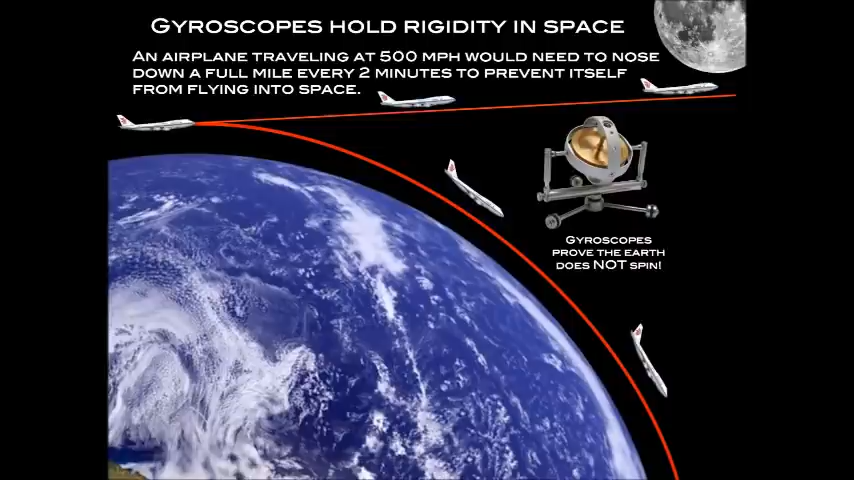 Gyroscopes hold rigidity in space
An airplane traveling at 500 mph would need to nose
down a full mile every 2 minutes to prevent itself
from flying into space.
Gyroscopes
prove the earth
does NOT spin!